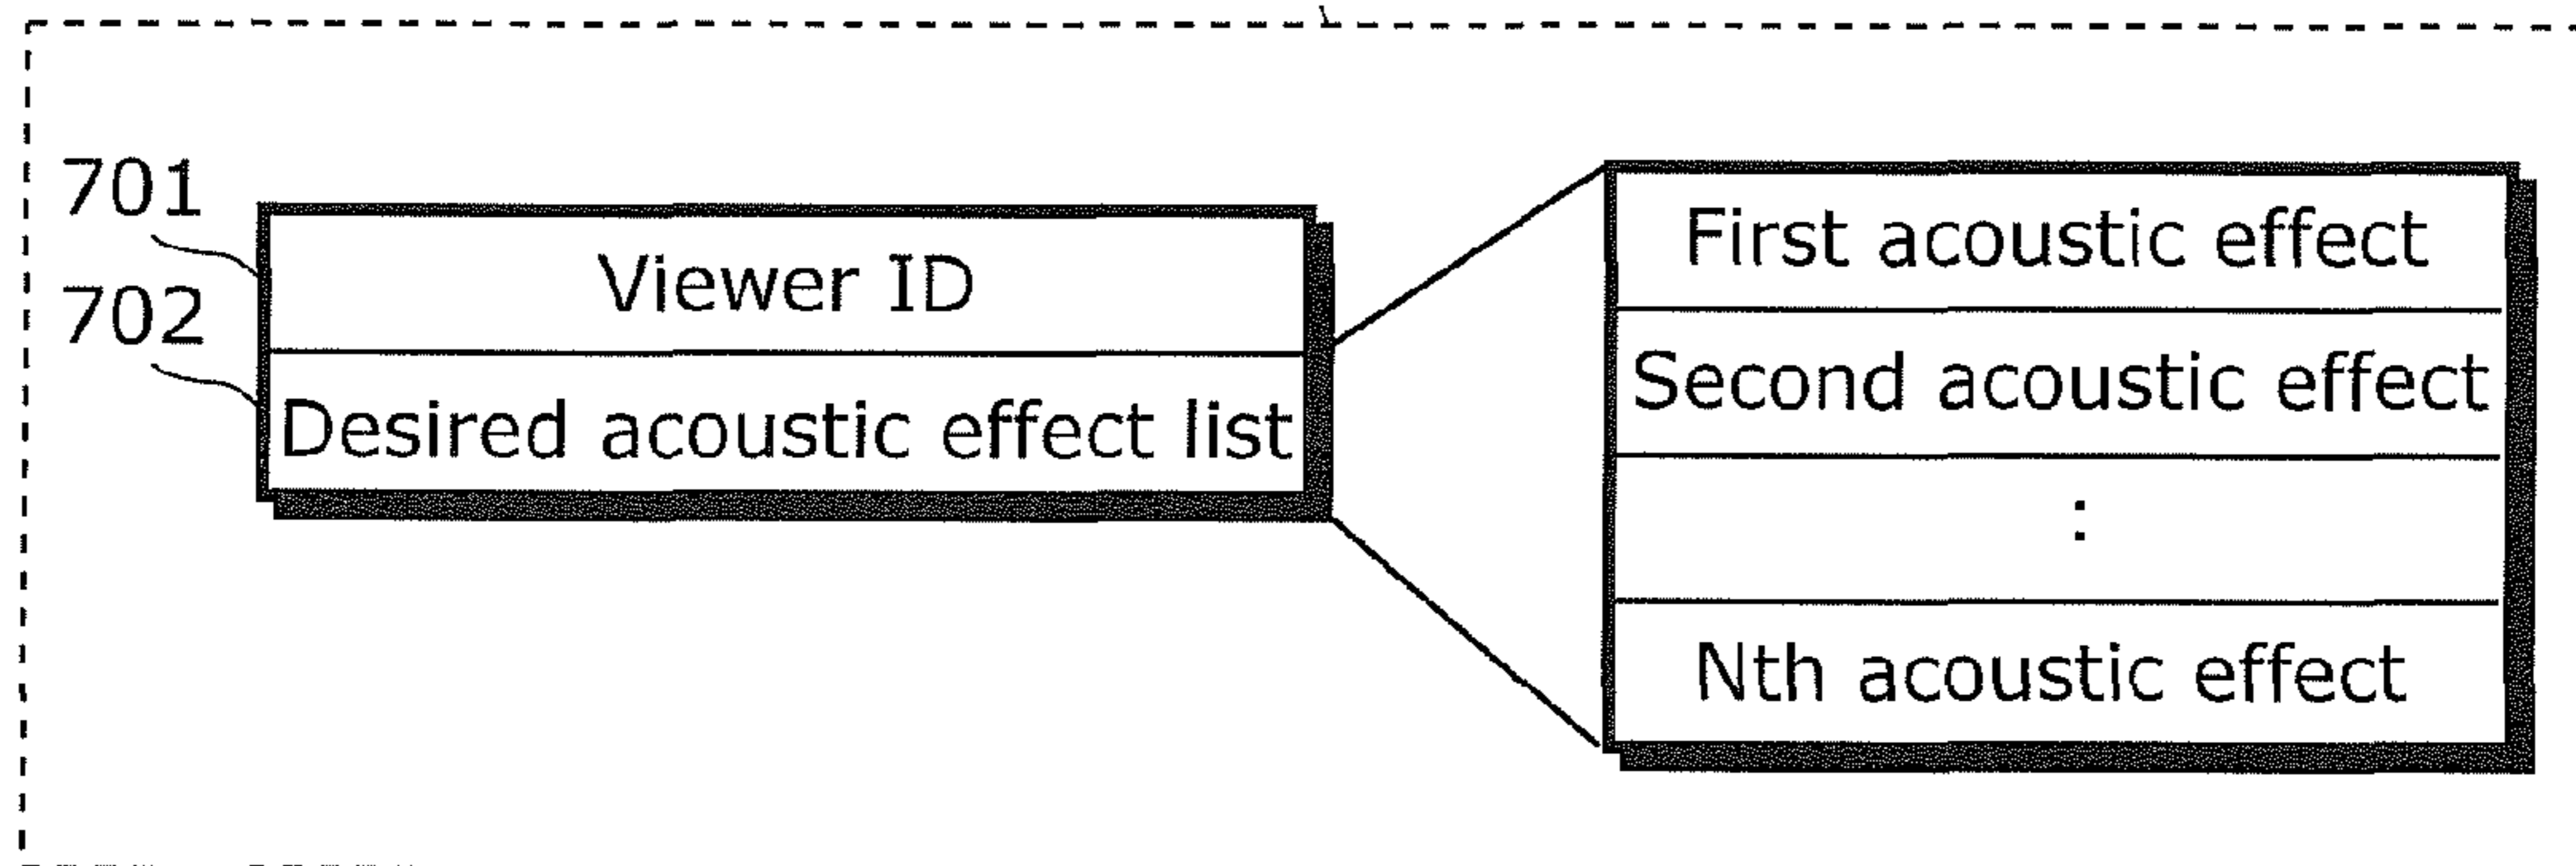 701
Viewer ID
702
Desired acoustic effect list
First acoustic effect
Second acoustic effect
:
Nth acoustic effect